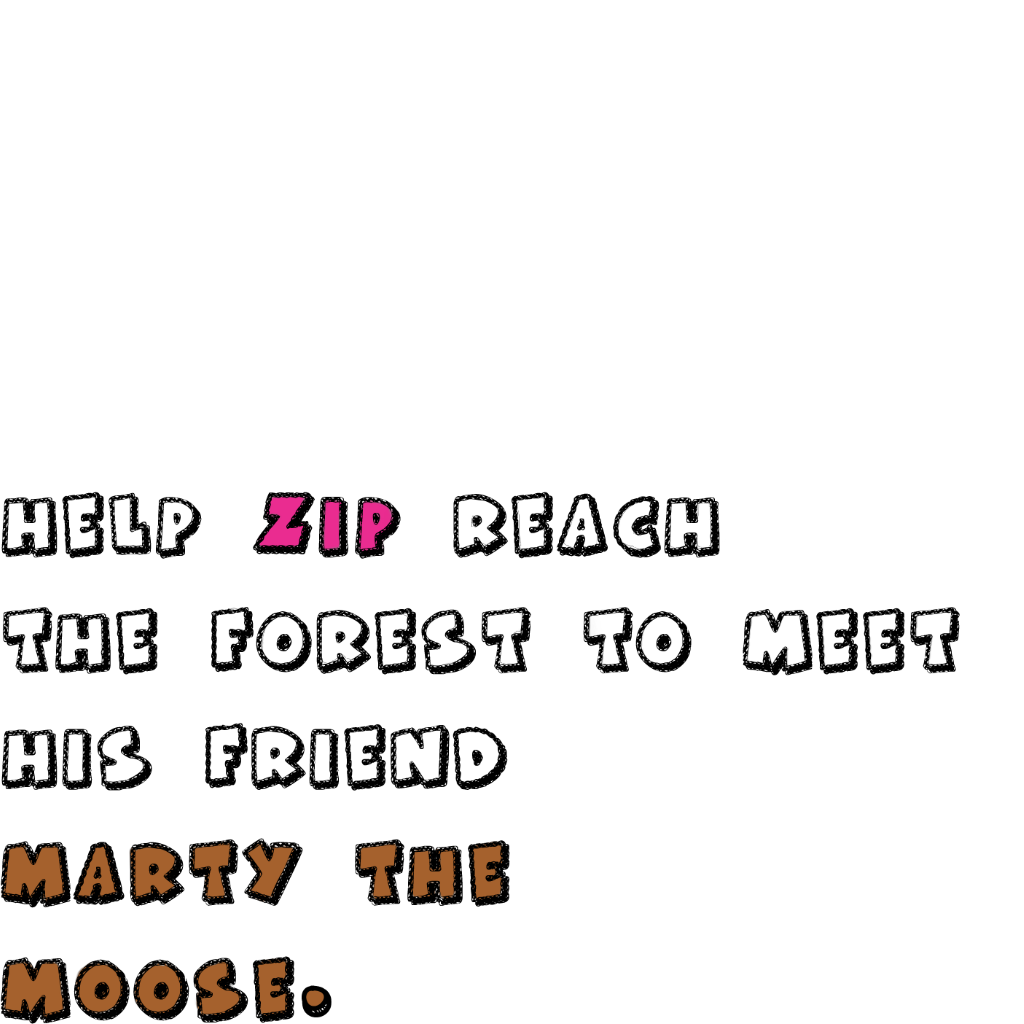 HELP ZIP REACH
THE FOREST TO MEET
HIS FRIEND
MARTY THE
MOOSE.